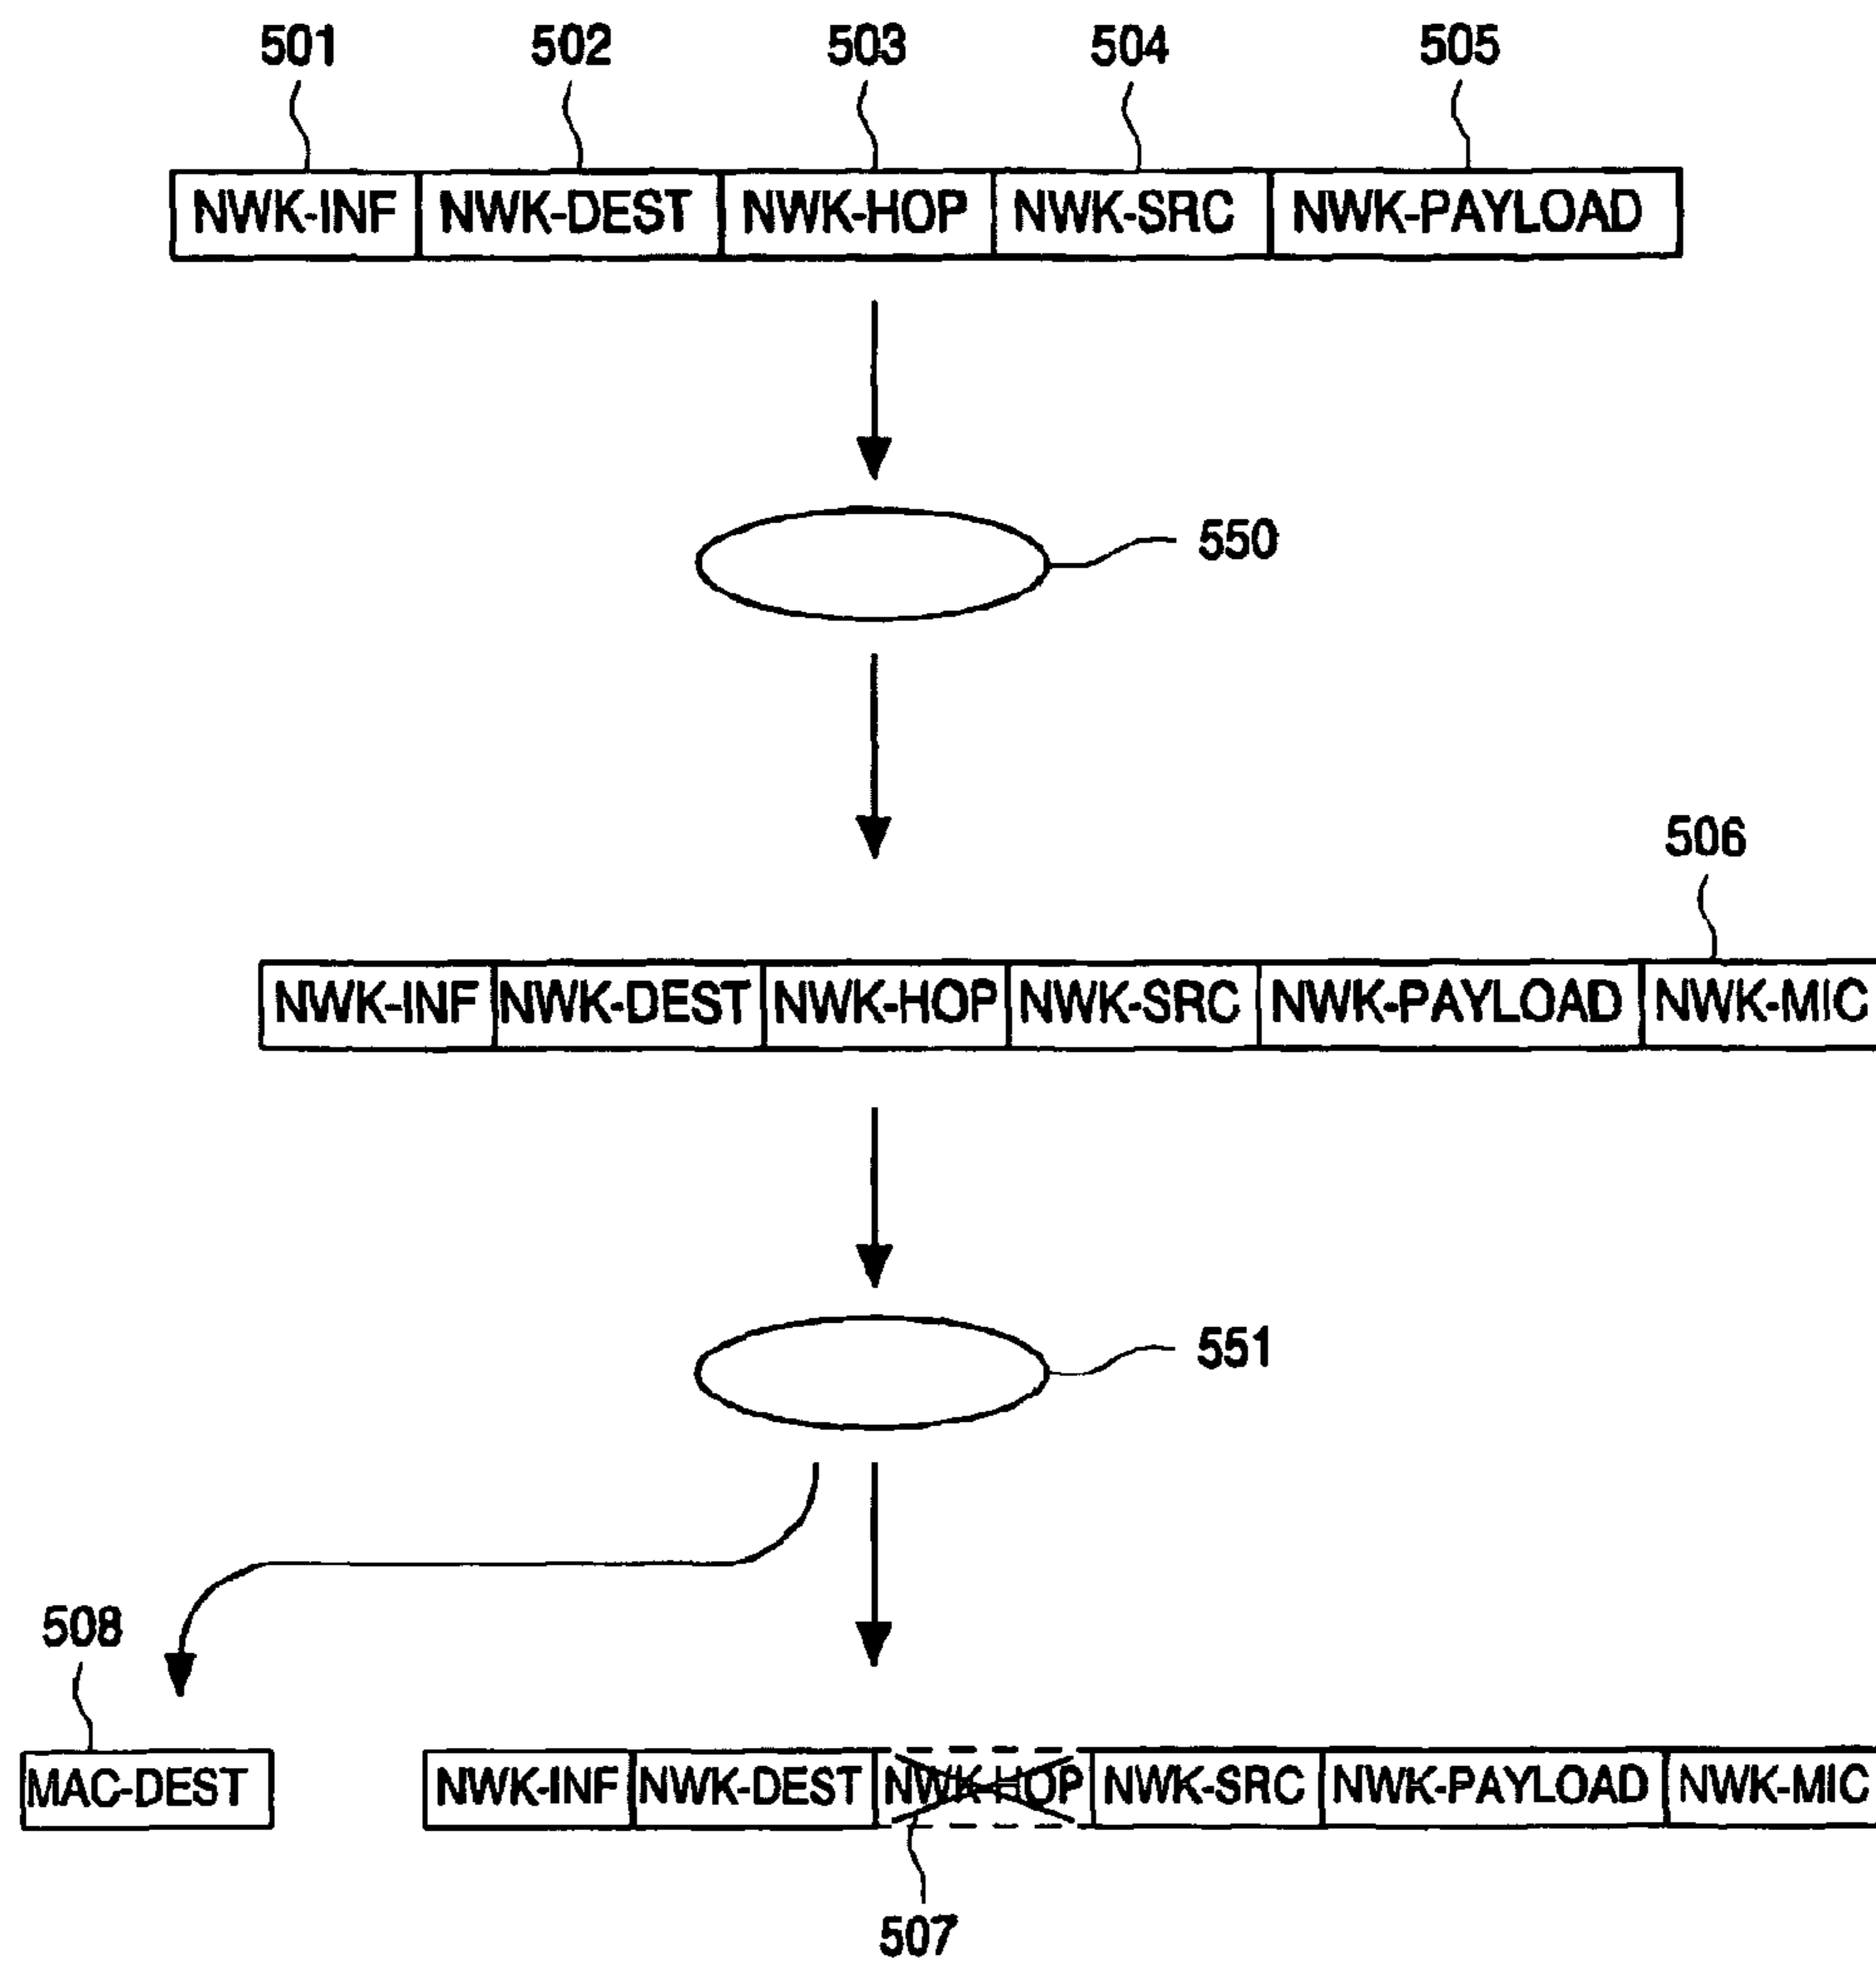 501 502 503 504 505
NWK-INF NWK-DEST NWK-HOP NWK-SRC NWK-PAYLOAD
550
506
NWK-INF NWK-DEST NWK-HOP NWK-SRC NWK-PAYLOAD NWK-MIC
551
508
MAC-DEST NWK-INF NWK-DEST NWK-HOP NWK-SRC NWK-PAYLOAD NWK-MIC
507